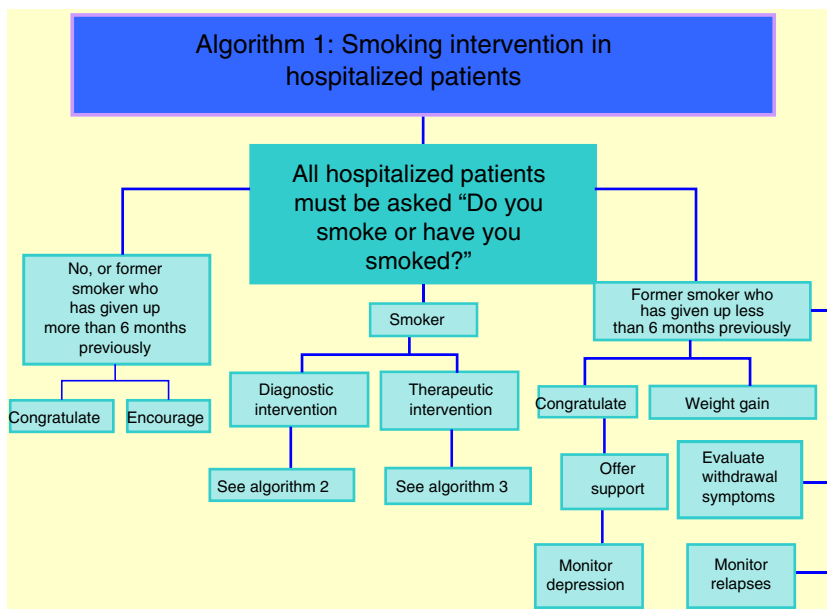 Algorithm 1: Smoking intervention in
hospitalized patients
All hospitalized patients
must be asked “Do you
smoke or have you
smoked?”
No, or former
smoker who
has given up
more than 6 months
previously
Congratulate
Encourage
Smoker
Diagnostic
intervention
See algorithm 2
Therapeutic
intervention
See algorithm 3
Former smoker who
has given up less
than 6 months previously
Congratulate
Weight gain
Offer
support
Evaluate
withdrawal
symptoms
Monitor
depression
Monitor
relapses